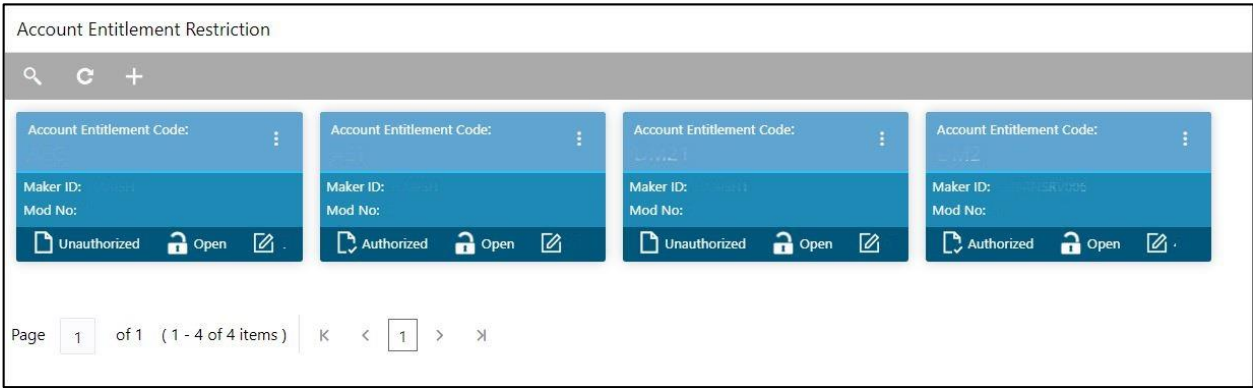 Account Entitlement Restriction
Account Entitlement Code:
Maker ID:
Mod No:
Unauthorized Open
Account Entitlement Code:
Maker ID:
Mod No:
Authorized Open
Account Entitlement Code:
Maker ID:
Mod No:
Unauthorized Open
Account Entitlement Code:
Maker ID:
Mod No:
Authorized Open
Page 1 of 1 ( 1 - 4 of 4 items ) 1